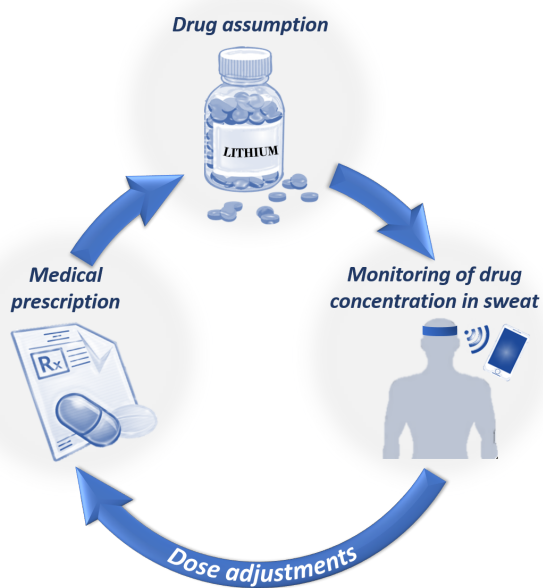 Drug assumption
LITHIUM
Medical
prescription
Rx
Monitoring of drug
concentration in sweat
Dose adjustments